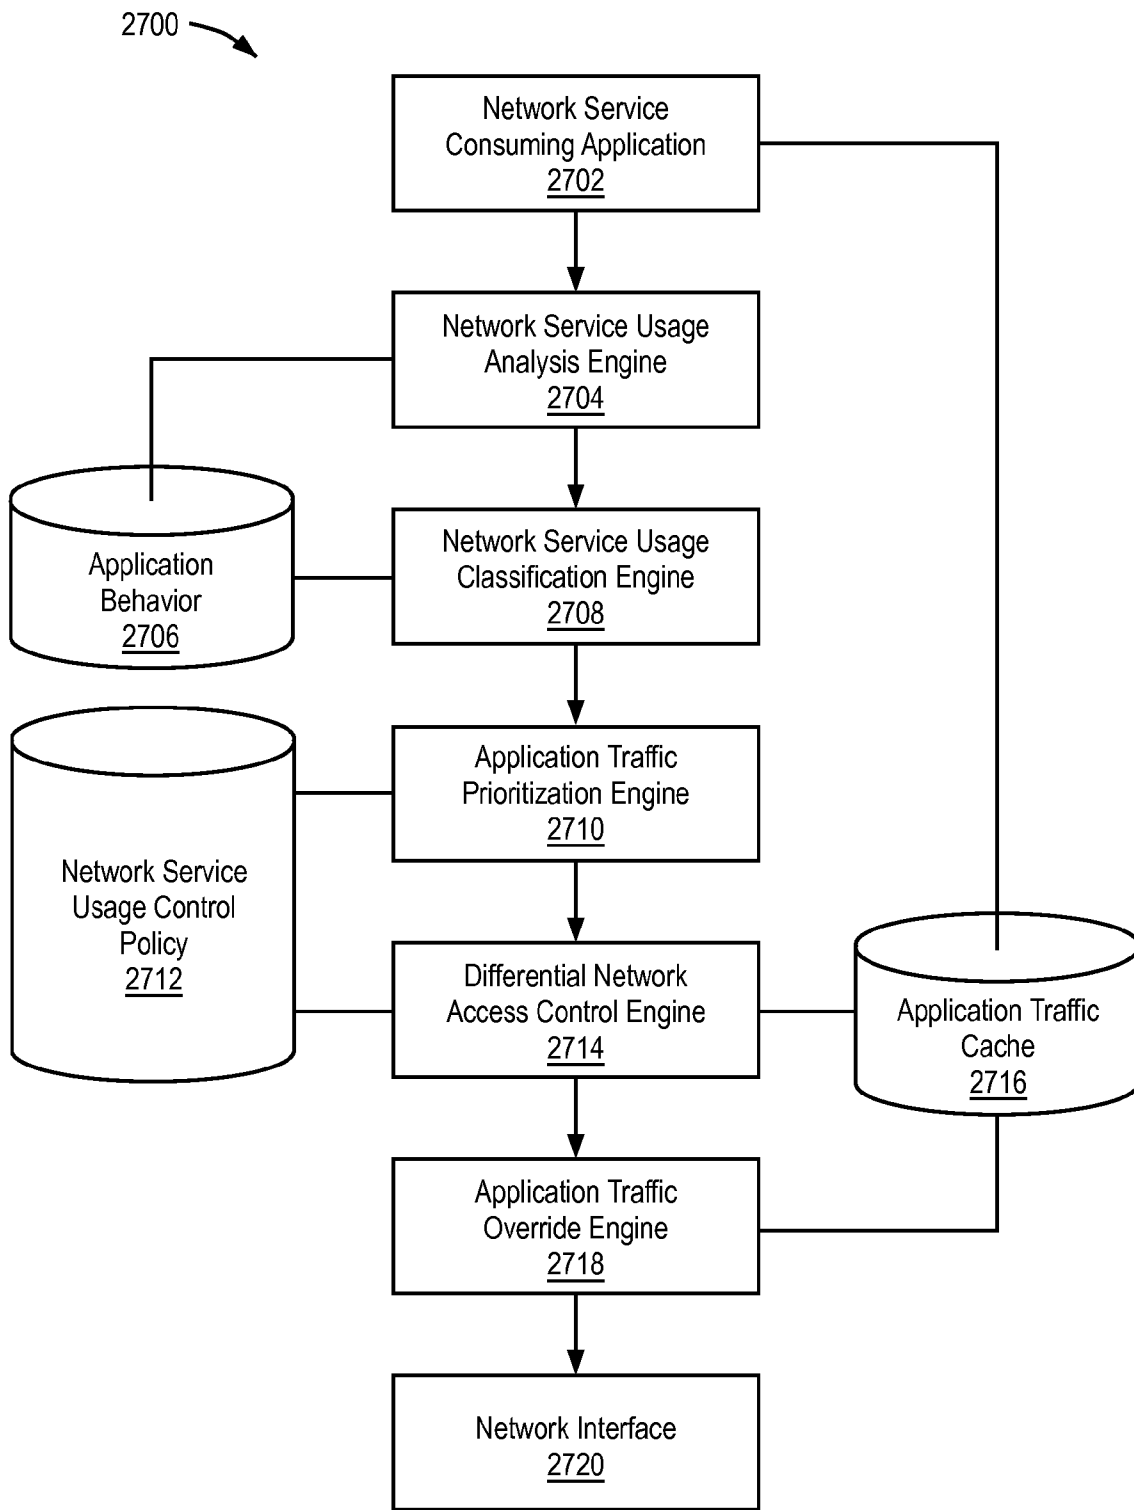 2700
Network Service
Consuming Application
2702
Network Service Usage
Analysis Engine
2704
Application
Behavior
2706
Network Service Usage
Classification Engine
2708
Application Traffic
Prioritization Engine
2710
Network Service
Usage Control
Policy
2712
Differential Network
Access Control Engine
2714
Application Traffic
Cache
2716
Application Traffic
Override Engine
2718
Network Interface
2720